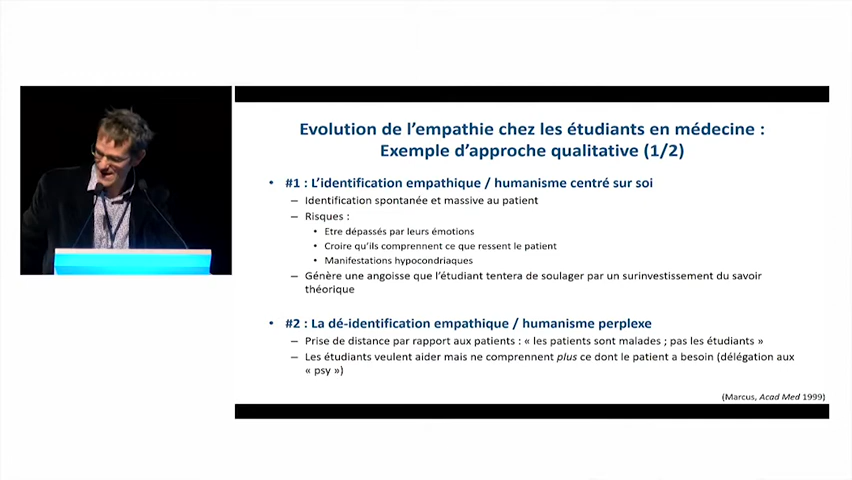 Evolution de l'empathie chez les étudiants en médecine :
Exemple d'approche qualitative (1/2)
• #1 : L'identification empathique / humanisme centré sur soi
– Identification spontanée et massive au patient
– Risques :
• Etre dépassés par leurs émotions
• Croire qu'ils comprennent ce que ressent le patient
• Manifestations hypocondriaques
– Génère une angoisse que l'étudiant tentera de soulager par un surinvestissement du savoir
théorique
• #2 : La dé-identification empathique / humanisme perplexe
– Prise de distance par rapport aux patients : « les patients sont malades ; pas les étudiants »
– Les étudiants veulent aider mais ne comprennent plus ce dont le patient a besoin (délégation aux
« psy »)
(Marcus, Acad Med 1999)